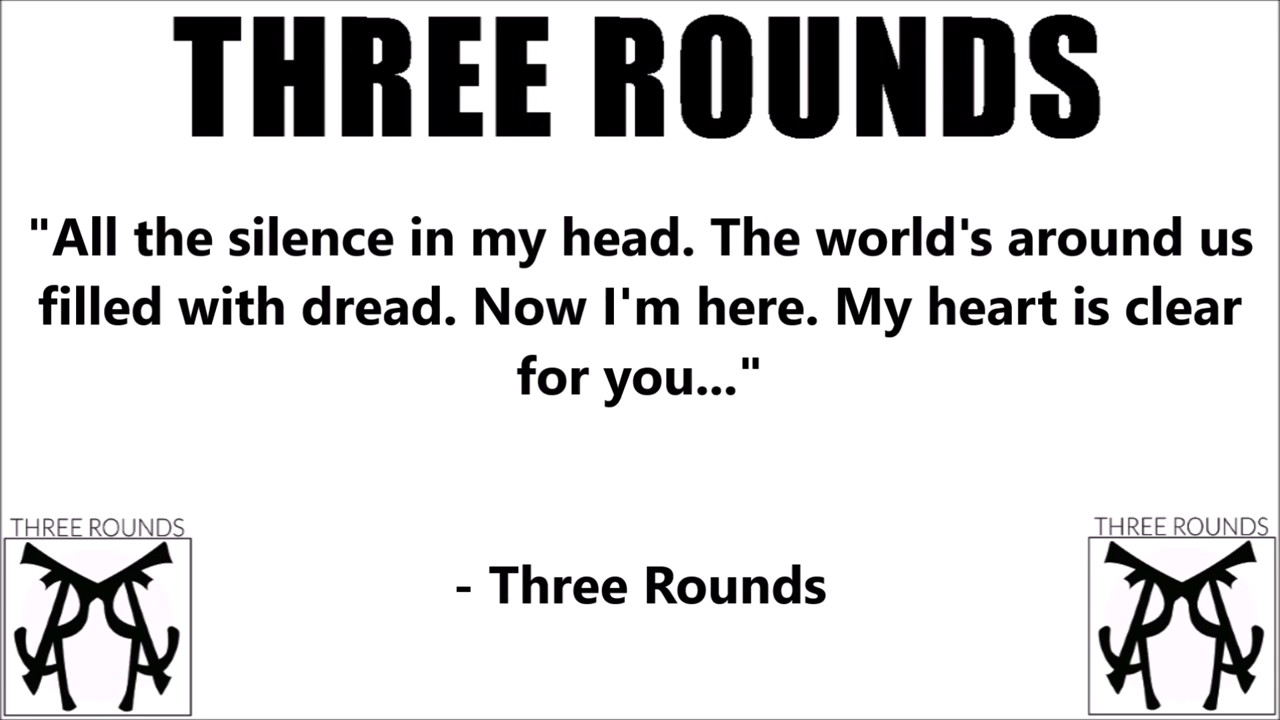 THREE ROUNDS
"All the silence in my head. The world's around us
filled with dread. Now I'm here. My heart is clear
for you..."
- Three Rounds
THREE ROUNDS
THREE ROUNDS